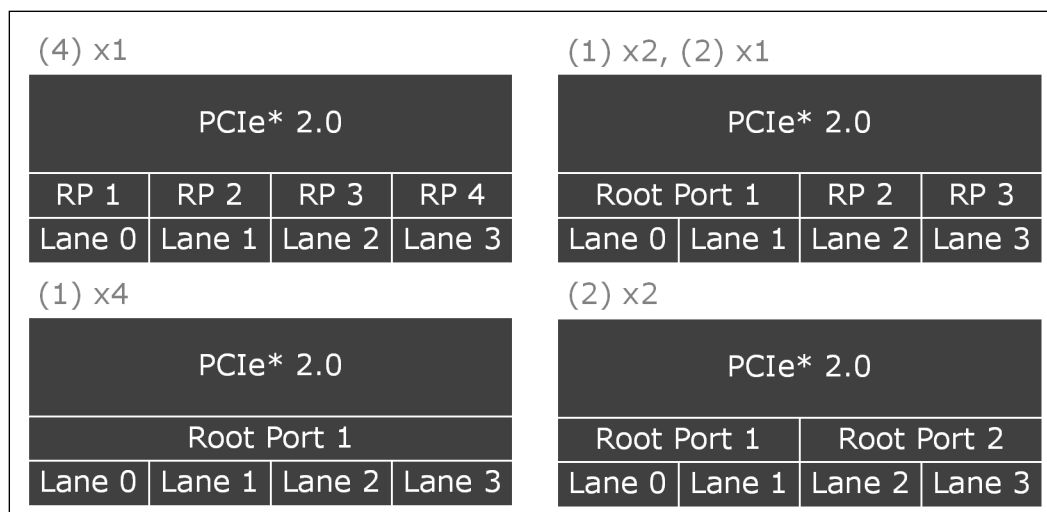 (4) x1
PCIe* 2.0
RP 1 RP 2 RP 3 RP 4
Lane 0 Lane 1 Lane 2 Lane 3
(1) x2, (2) x1
PCIe* 2.0
Root Port 1 RP 2 RP 3
Lane 0 Lane 1 Lane 2 Lane 3
(1) x4
PCIe* 2.0
Root Port 1
Lane 0 Lane 1 Lane 2 Lane 3
(2) x2
PCIe* 2.0
Root Port 1 Root Port 2
Lane 0 Lane 1 Lane 2 Lane 3